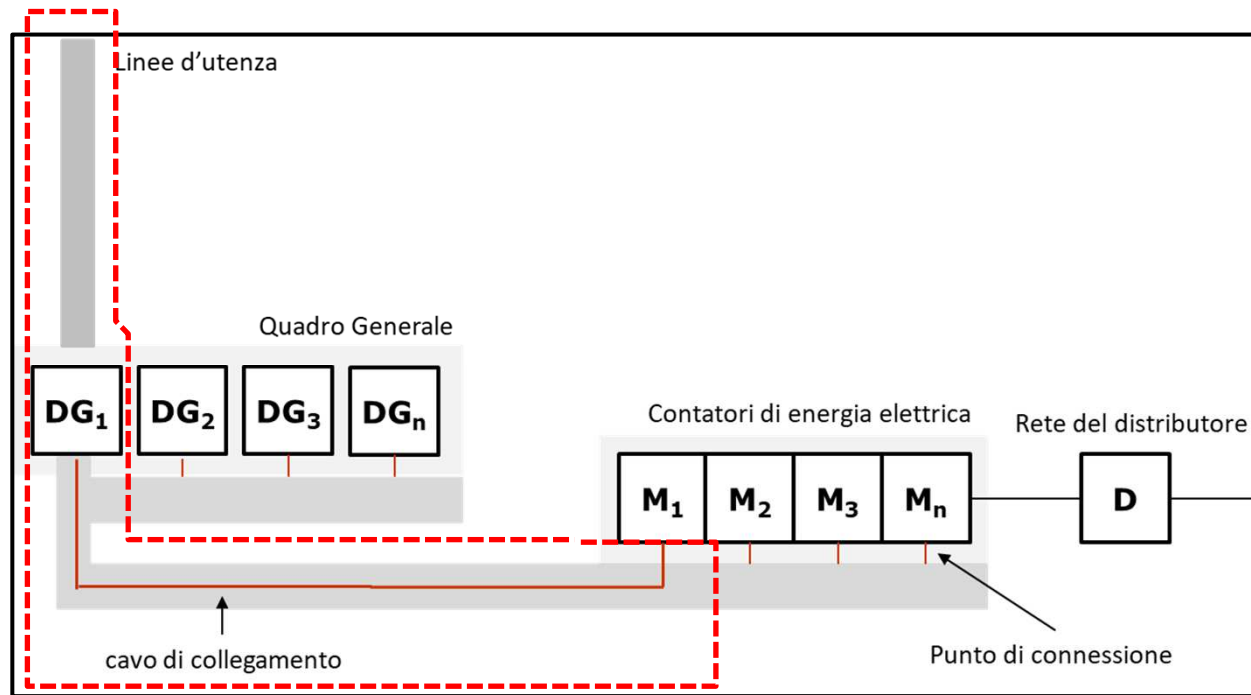 Linee d'utenza
Quadro Generale
DG₁ DG₂ DG₃ DGₙ
Contatori di energia elettrica
Rete del distributore
M₁ M₂ M₃ Mₙ
D
cavo di collegamento
Punto di connessione